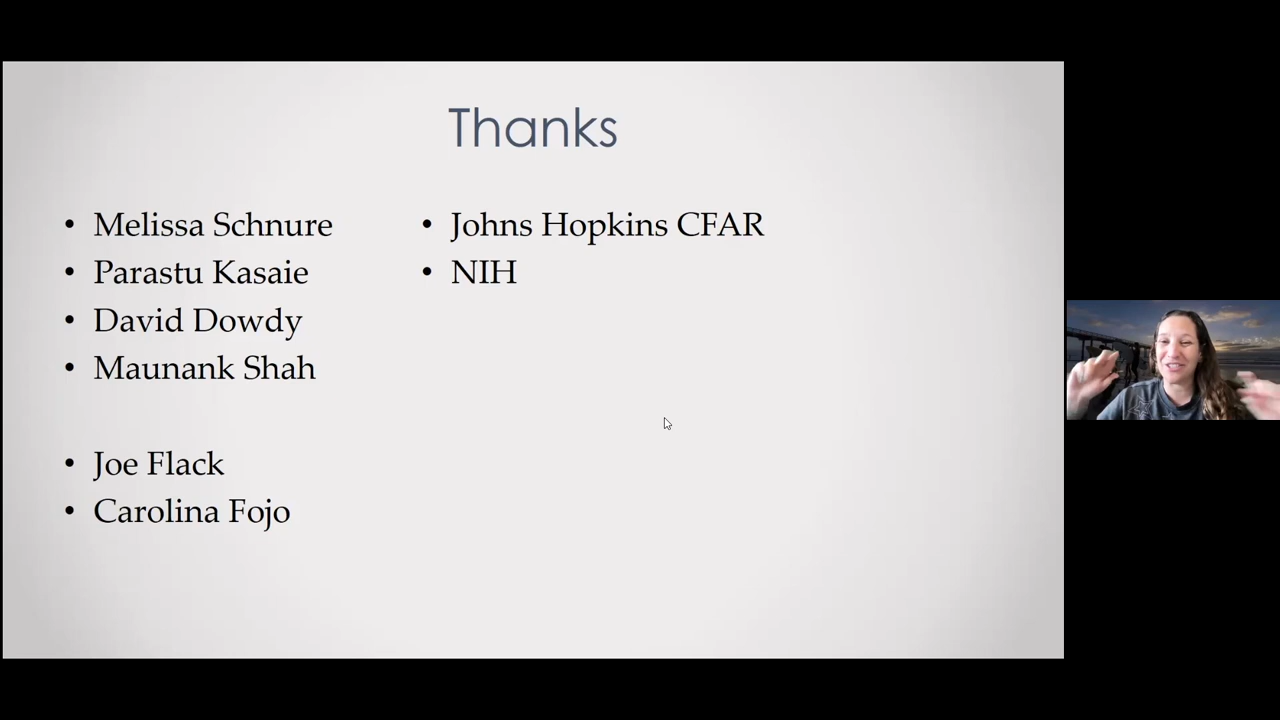 Thanks
• Melissa Schnure
• Parastu Kasaie
• David Dowdy
• Maunank Shah
• Joe Flack
• Carolina Fojo
• Johns Hopkins CFAR
• NIH